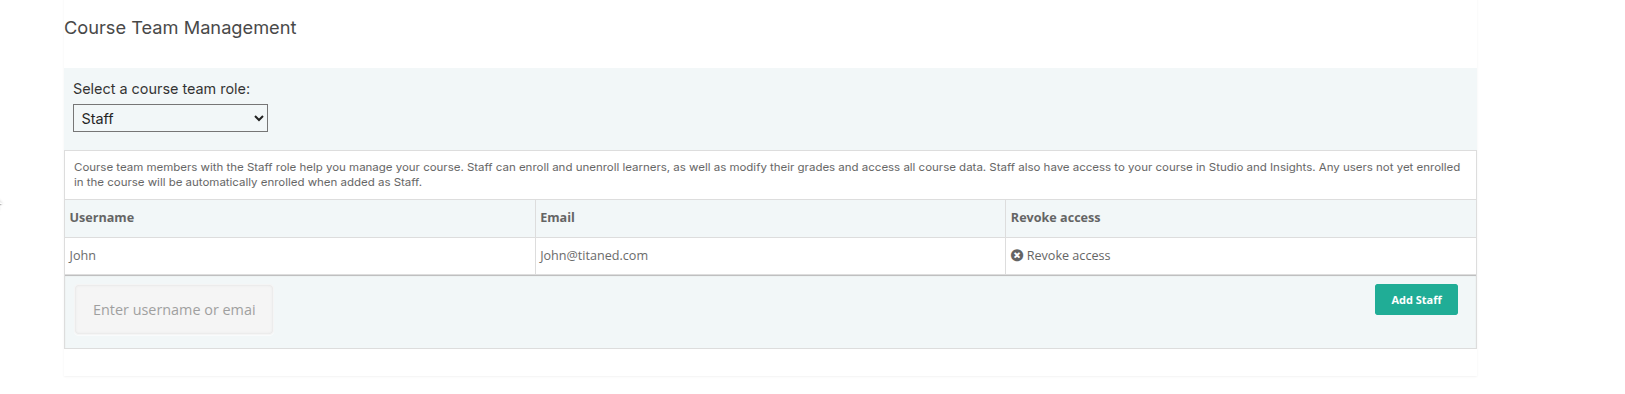 Course Team Management
Select a course team role:
Staff
Course team members with the Staff role help you manage your course. Staff can enroll and unenroll learners, as well as modify their grades and access all course data. Staff also have access to your course in Studio and Insights. Any users not yet enrolled
in the course will be automatically enrolled when added as Staff.
Username Email Revoke access
John John@titaned.com Revoke access
Enter username or emai Add Staff